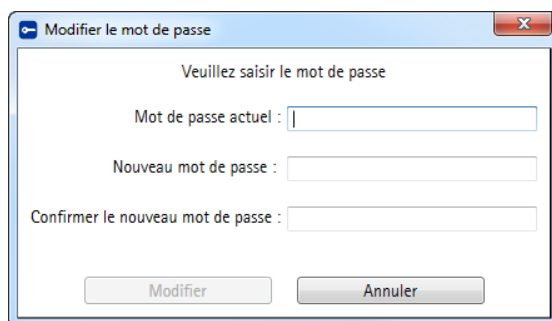 Modifier le mot de passe
Veuillez saisir le mot de passe
Mot de passe actuel :
Nouveau mot de passe :
Confirmer le nouveau mot de passe :
Modifier Annuler